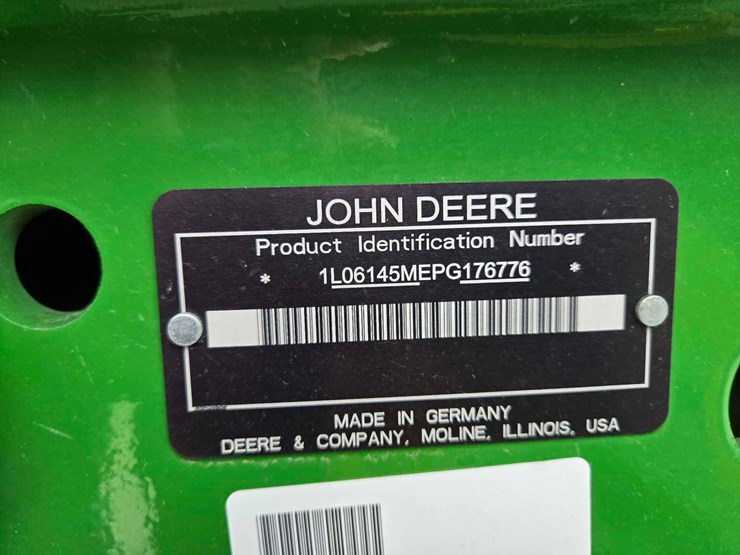 JOHN DEERE
Product Identification Number
* 1L06145MEPG176776 *
MADE IN GERMANY
DEERE & COMPANY, MOLINE, ILLINOIS, USA